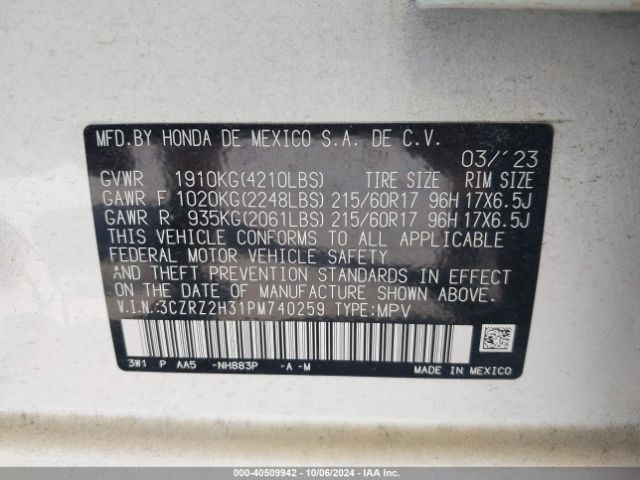 MFD.BY HONDA DE MEXICO S.A. DE C.V.
03/'23
GVWR 1910KG(4210LBS) TIRE SIZE RIM SIZE
GAWR F 1020KG(2248LBS) 215/60R17 96H 17X6.5J
GAWR R 935KG(2061LBS) 215/60R17 96H 17X6.5J
THIS VEHICLE CONFORMS TO ALL APPLICABLE
FEDERAL MOTOR VEHICLE SAFETY
AND THEFT PREVENTION STANDARDS IN EFFECT
ON THE DATE OF MANUFACTURE SHOWN ABOVE.
V.I.N.:3CZRZ2H31PM740259 TYPE:MPV
3W1 P AA5 -NH883P -A -M
MADE IN MEXICO
000-40509942 - 10/06/2024 - IAA Inc.